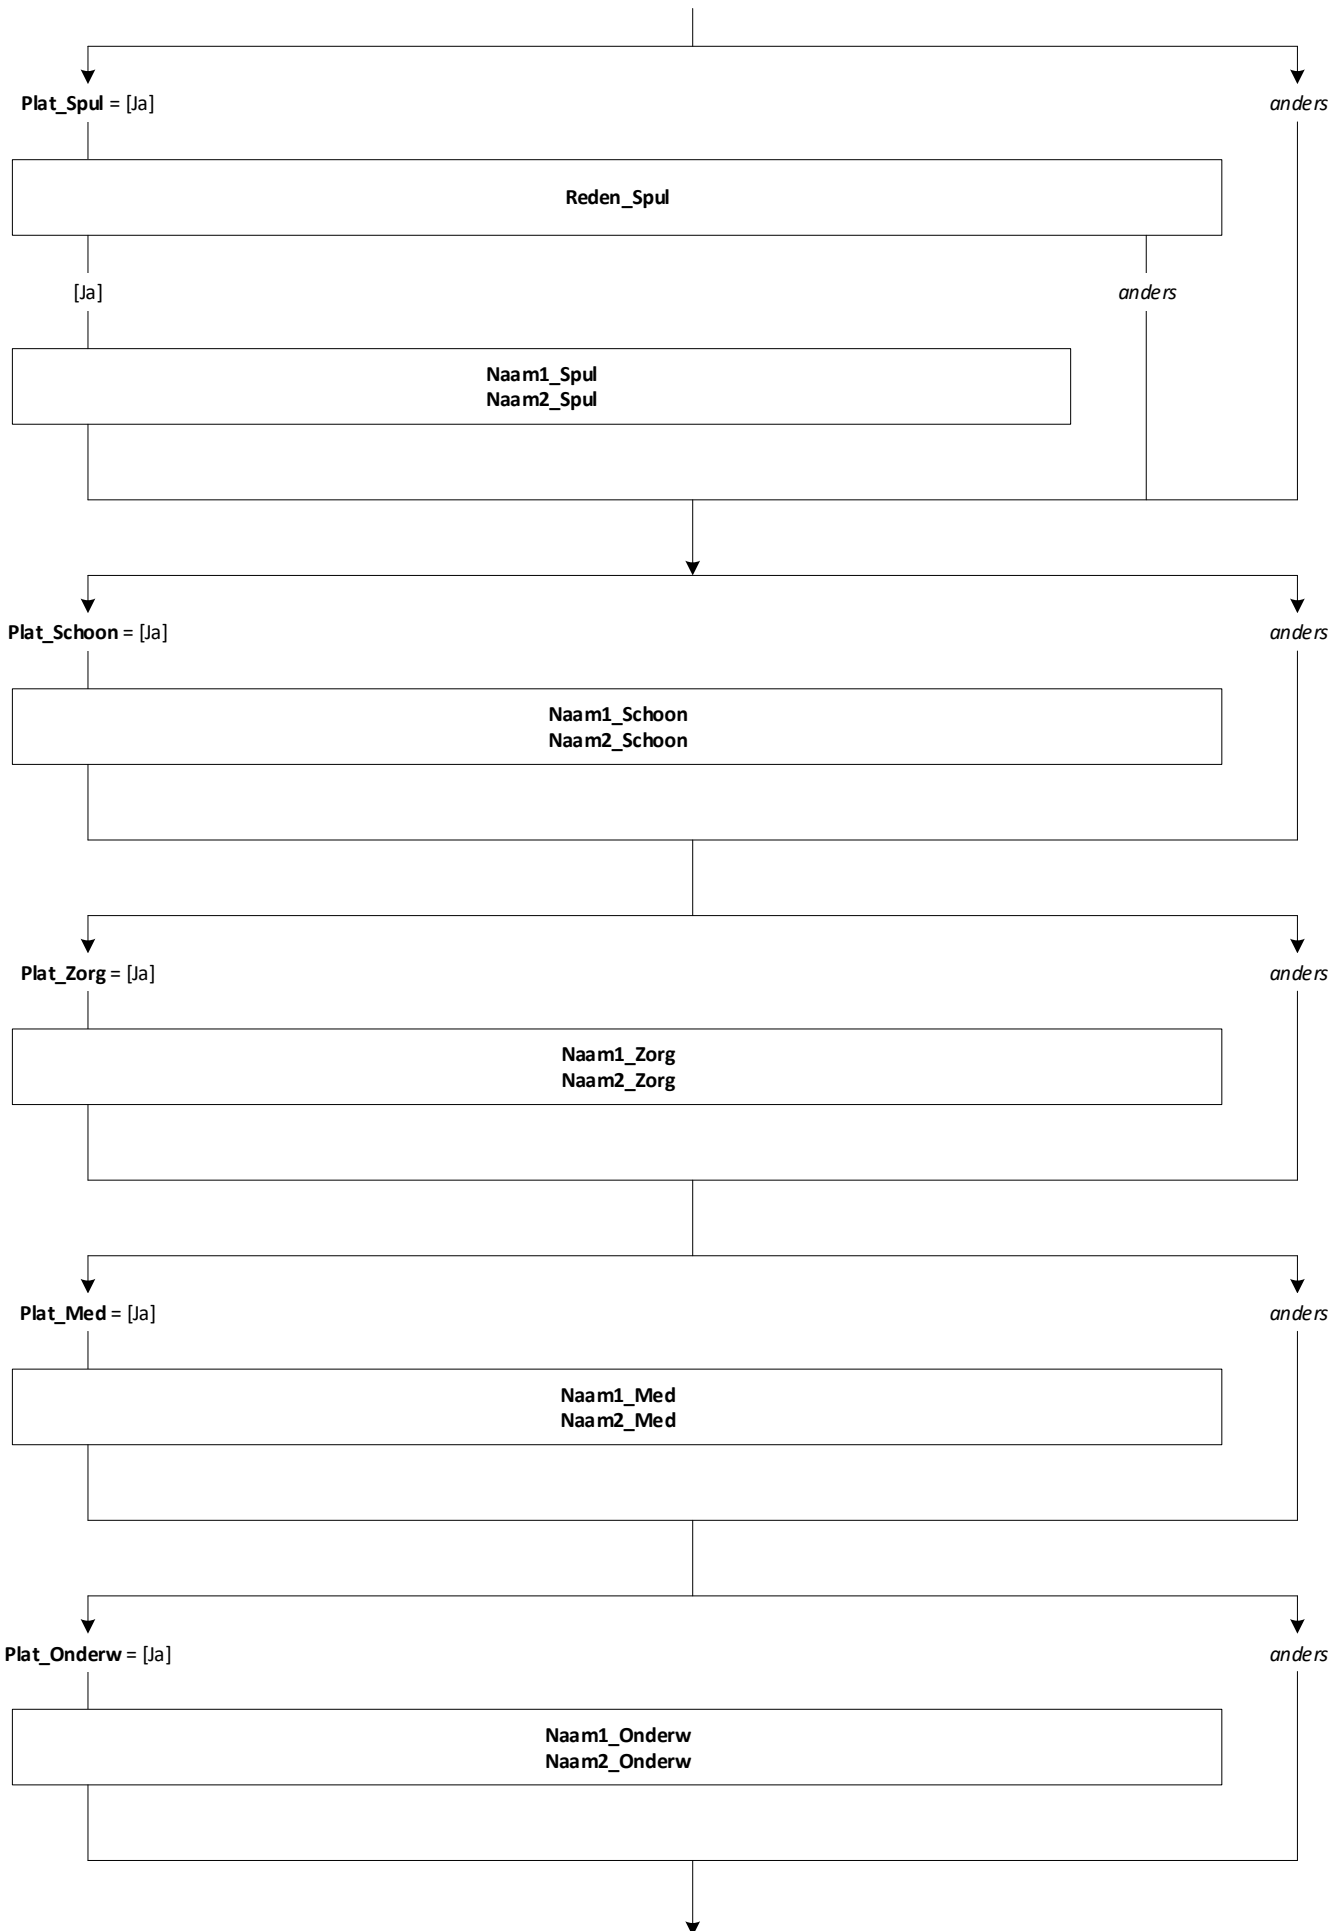 Plat_Spul = [Ja]
anders
Reden_Spul
[Ja]
anders
Naam1_Spul
Naam2_Spul
Plat_Schoon = [Ja]
anders
Naam1_Schoon
Naam2_Schoon
Plat_Zorg = [Ja]
anders
Naam1_Zorg
Naam2_Zorg
Plat_Med = [Ja]
anders
Naam1_Med
Naam2_Med
Plat_Onderw = [Ja]
anders
Naam1_Onderw
Naam2_Onderw